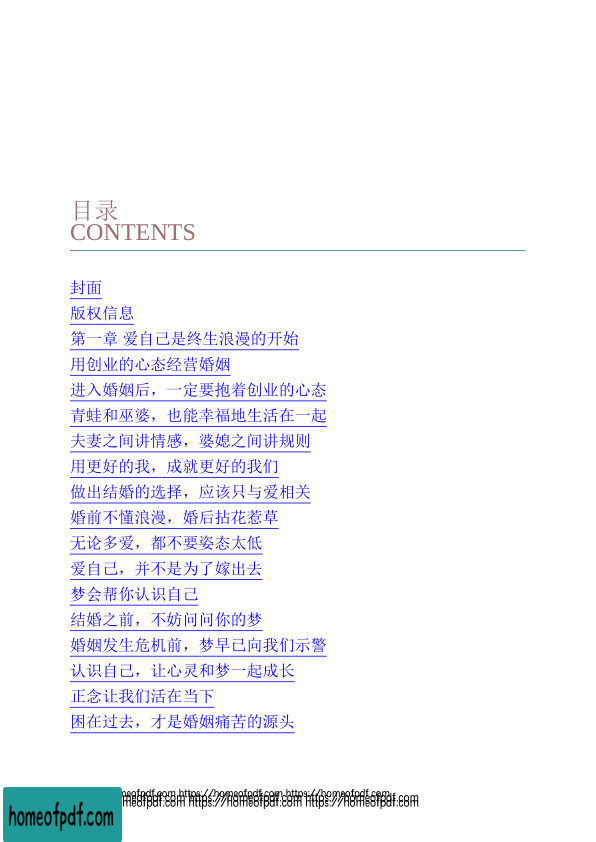 目录
CONTENTS
封面
版权信息
第一章 爱自己是终生浪漫的开始
用创业的心态经营婚姻
进入婚姻后，一定要抱着创业的心态
青蛙和巫婆，也能幸福地生活在一起
夫妻之间讲情感，婆媳之间讲规则
用更好的我，成就更好的我们
做出结婚的选择，应该只与爱相关
婚前不懂浪漫，婚后拈花惹草
无论多爱，都不要姿态太低
爱自己，并不是为了嫁出去
梦会帮你认识自己
结婚之前，不妨问问你的梦
婚姻发生危机前，梦早已向我们示警
认识自己，让心灵和梦一起成长
正念让我们活在当下
困在过去，才是婚姻痛苦的源头
omeofpdf.com https://homeofpdf.com https://homeofpdf.com
omeofpdf.com https://homeofpdf.com https://homeofpdf.com
homeofpdf.com